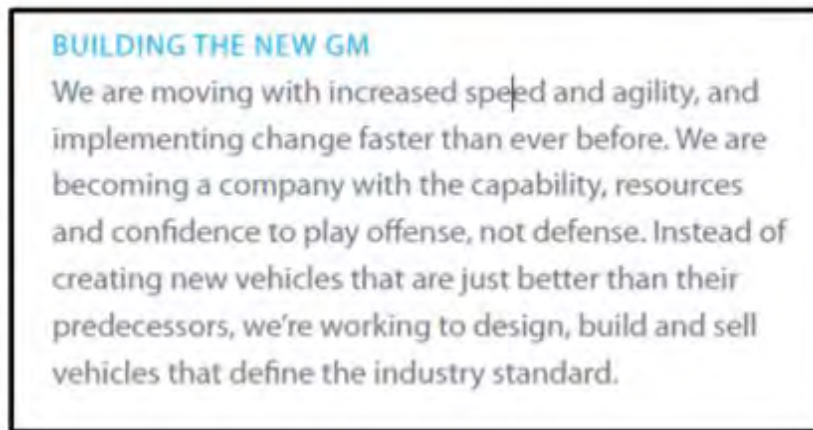 BUILDING THE NEW GM
We are moving with increased speed and agility, and
implementing change faster than ever before. We are
becoming a company with the capability, resources
and confidence to play offense, not defense. Instead of
creating new vehicles that are just better than their
predecessors, we're working to design, build and sell
vehicles that define the industry standard.